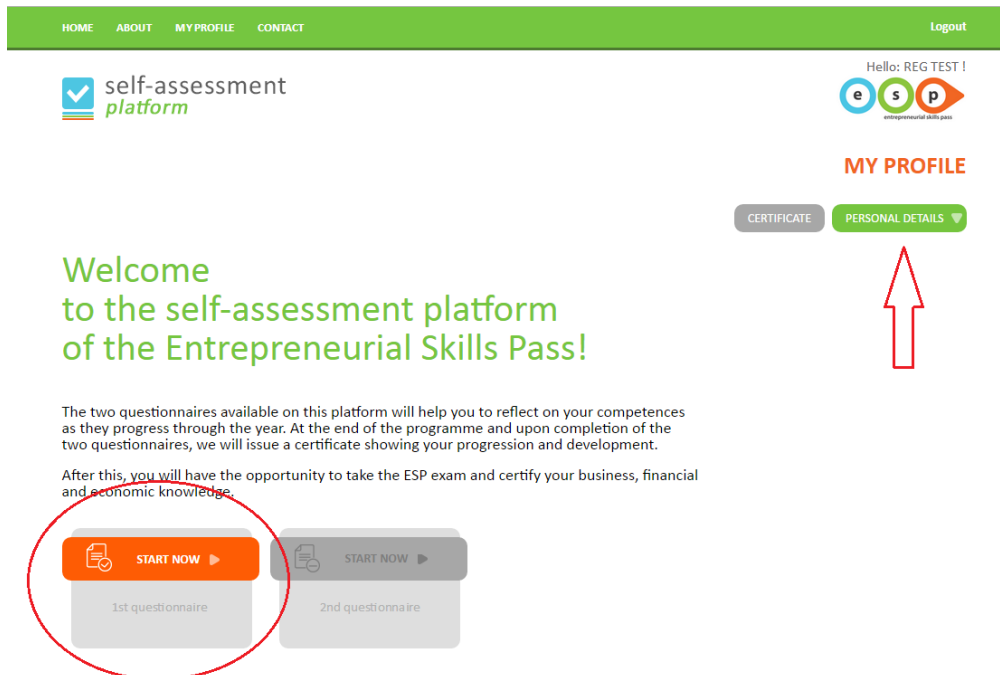 HOME ABOUT MY PROFILE CONTACT Logout
Hello: REG TEST !
self-assessment
platform
e s p
entrepreneurial skills pass
MY PROFILE
CERTIFICATE PERSONAL DETAILS
Welcome
to the self-assessment platform
of the Entrepreneurial Skills Pass!
The two questionnaires available on this platform will help you to reflect on your competences
as they progress through the year. At the end of the programme and upon completion of the
two questionnaires, we will issue a certificate showing your progression and development.
After this, you will have the opportunity to take the ESP exam and certify your business, financial
and economic knowledge.
START NOW START NOW
1st questionnaire 2nd questionnaire